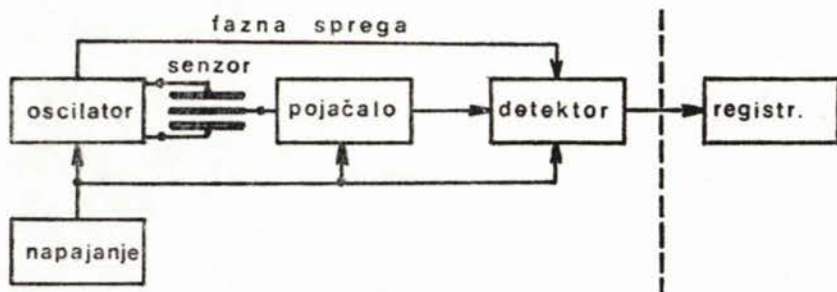 fazna sprega
senzor
oscilator
pojačalo
detektor
registr.
napajanje